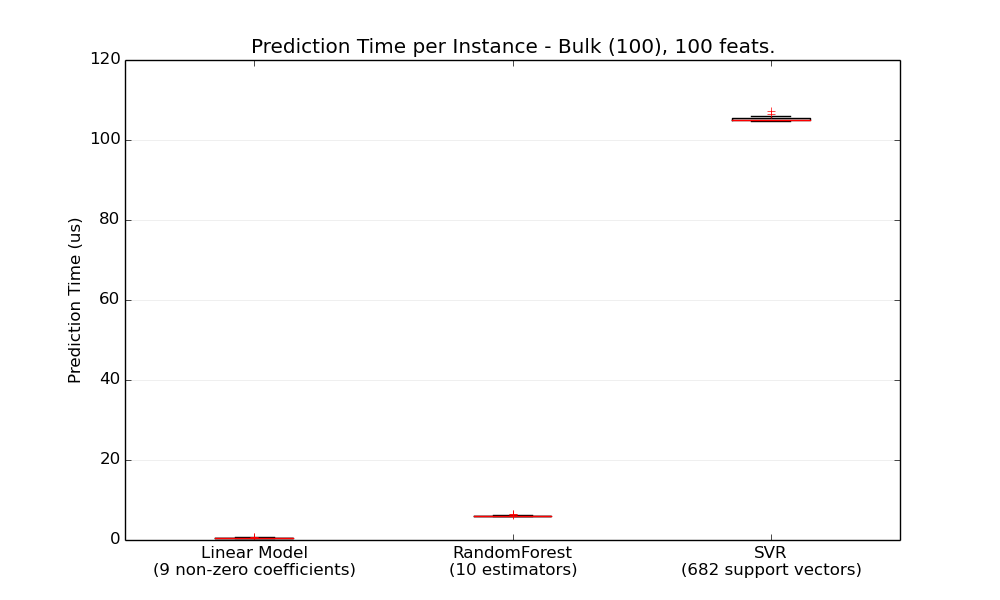 Prediction Time per Instance - Bulk (100), 100 feats.
120
100
80
60
40
20
0
Prediction Time (us)
Linear Model
(9 non-zero coefficients)
RandomForest
(10 estimators)
SVR
(682 support vectors)